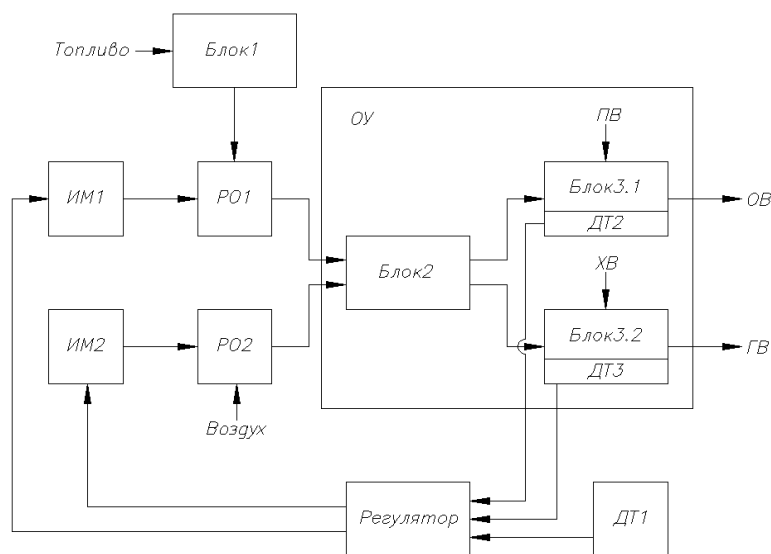 Топливо
Блок1
ОУ
ПВ
ИМ1
РО1
Блок3.1
ОВ
ДТ2
Блок2
ХВ
ИМ2
РО2
Блок3.2
ГВ
ДТ3
Воздух
Регулятор
ДТ1